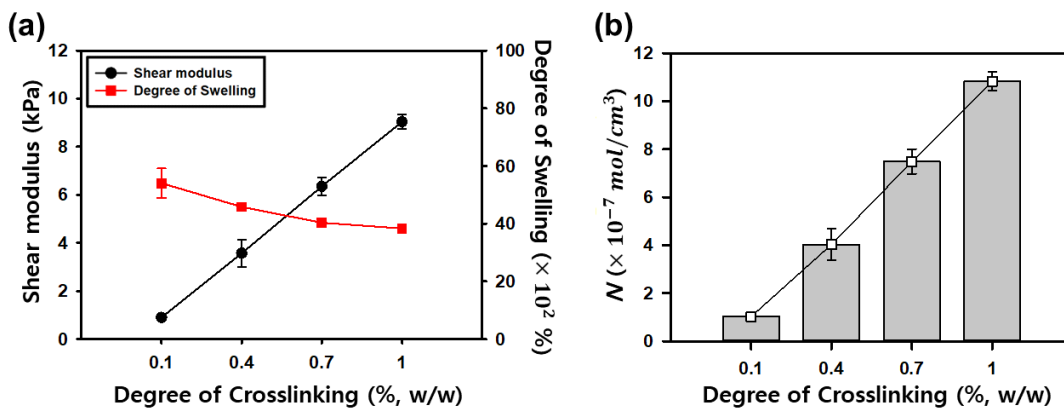 (a)
Shear modulus (kPa)
12
10
8
6
4
2
0
Shear modulus
Degree of Swelling
100
80
60
40
20
0
Degree of Swelling (× 10² %)
0.1 0.4 0.7 1
Degree of Crosslinking (%, w/w)
(b)
N (× 10⁻⁷ mol/cm³)
12
10
8
6
4
2
0
0.1 0.4 0.7 1
Degree of Crosslinking (%, w/w)